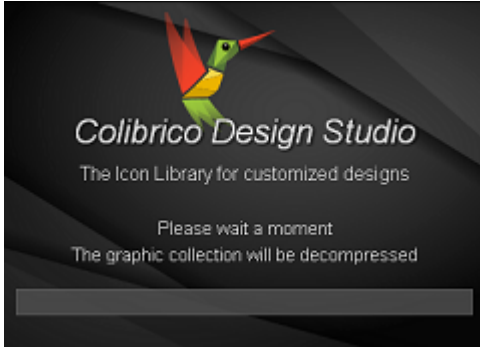 Colibrico Design Studio
The Icon Library for customized designs
Please wait a moment
The graphic collection will be decompressed